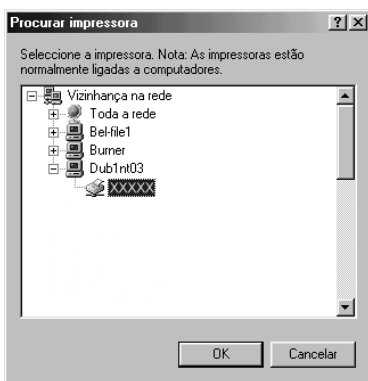 Procurar impressora
Seleccione a impressora. Nota: As impressoras estão
normalmente ligadas a computadores.
Vizinhança na rede
Toda a rede
Bel-file1
Burner
Dub1nt03
XXXXX
OK Cancelar